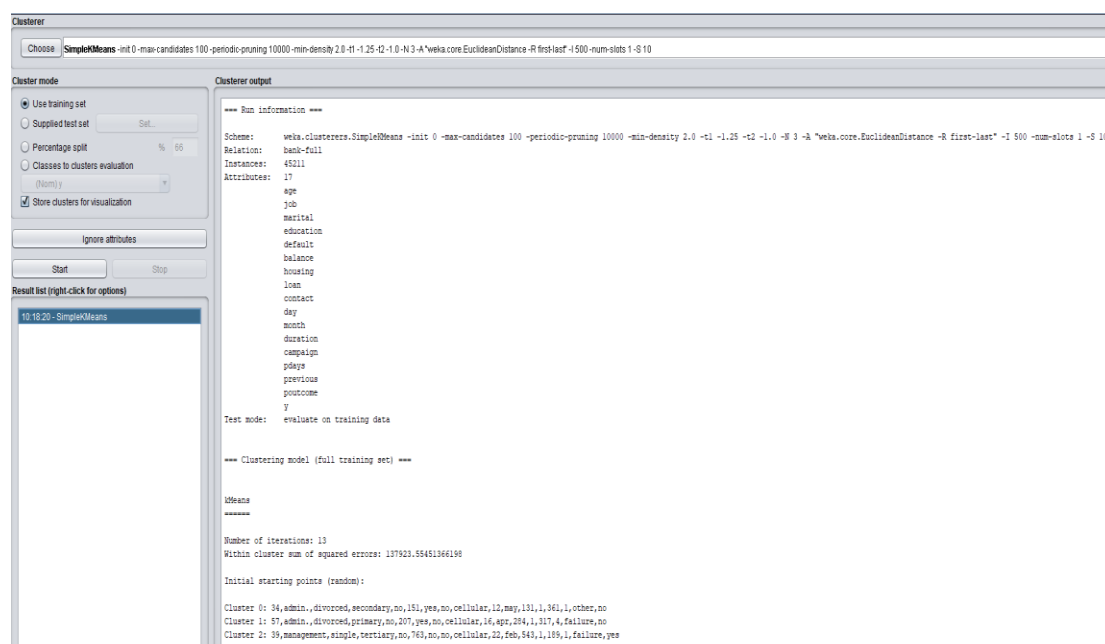 Clusterer
Choose SimpleKMeans -init 0 -max-candidates 100 -periodic-pruning 10000 -min-density 2.0 -t1 -1.25 -t2 -1.0 -N 3 -A "weka.core.EuclideanDistance -R first-last" -I 500 -num-slots 1 -S 10
Cluster mode
Use training set
Supplied test set Set...
Percentage split % 66
Classes to clusters evaluation
(Nom) y
Store clusters for visualization
Ignore attributes
Start Stop
Result list (right-click for options)
10:18:20 - SimpleKMeans
Clusterer output
=== Run information ===
Scheme: weka.clusterers.SimpleKMeans -init 0 -max-candidates 100 -periodic-pruning 10000 -min-density 2.0 -t1 -1.25 -t2 -1.0 -N 3 -A "weka.core.EuclideanDistance -R first-last" -I 500 -num-slots 1 -S 10
Relation: bank-full
Instances: 45211
Attributes: 17
age
job
marital
education
default
balance
housing
loan
contact
day
month
duration
campaign
pdays
previous
poutcome
y
Test mode: evaluate on training data
=== Clustering model (full training set) ===
kMeans
======
Number of iterations: 13
Within cluster sum of squared errors: 137923.55451366198
Initial starting points (random):
Cluster 0: 34,admin.,divorced,secondary,no,151,yes,no,cellular,12,may,131,1,361,1,other,no
Cluster 1: 57,admin.,divorced,primary,no,207,yes,no,cellular,16,apr,284,1,317,4,failure,no
Cluster 2: 39,management,single,tertiary,no,763,no,no,cellular,22,feb,543,1,189,1,failure,yes